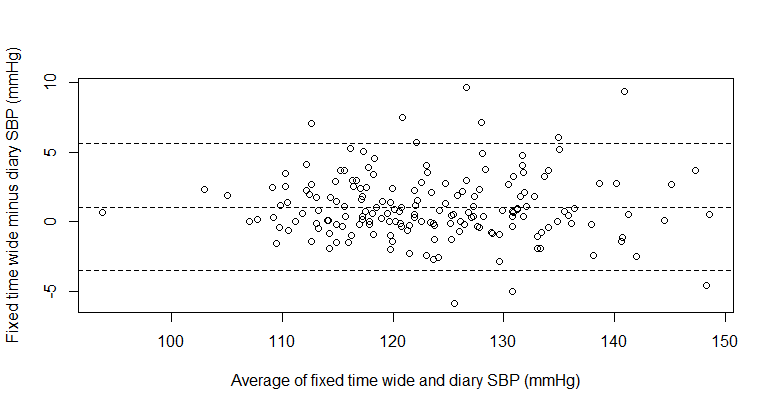 Fixed time wide minus diary SBP (mmHg)
10
5
0
-5
100 110 120 130 140 150
Average of fixed time wide and diary SBP (mmHg)